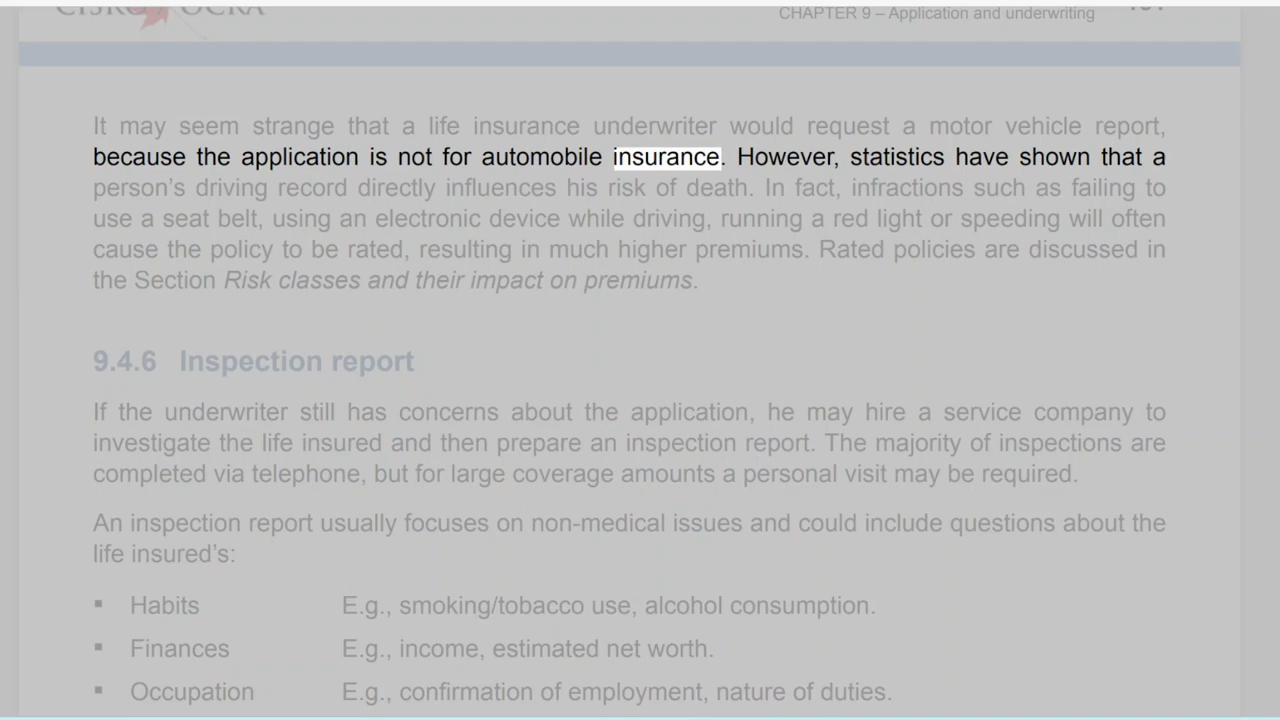 CHAPTER 9 – Application and underwriting
It may seem strange that a life insurance underwriter would request a motor vehicle report,
because the application is not for automobile insurance. However, statistics have shown that a
person’s driving record directly influences his risk of death. In fact, infractions such as failing to
use a seat belt, using an electronic device while driving, running a red light or speeding will often
cause the policy to be rated, resulting in much higher premiums. Rated policies are discussed in
the Section Risk classes and their impact on premiums.
9.4.6 Inspection report
If the underwriter still has concerns about the application, he may hire a service company to
investigate the life insured and then prepare an inspection report. The majority of inspections are
completed via telephone, but for large coverage amounts a personal visit may be required.
An inspection report usually focuses on non-medical issues and could include questions about the
life insured’s:
▪ Habits E.g., smoking/tobacco use, alcohol consumption.
▪ Finances E.g., income, estimated net worth.
▪ Occupation E.g., confirmation of employment, nature of duties.